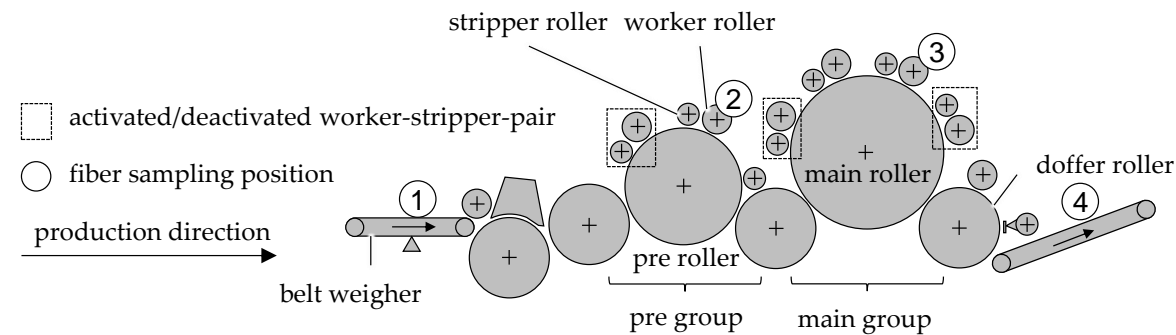 stripper roller worker roller
3
2
activated/deactivated worker-stripper-pair
fiber sampling position
main roller
doffer roller
1
4
production direction
belt weigher
pre roller
pre group
main group